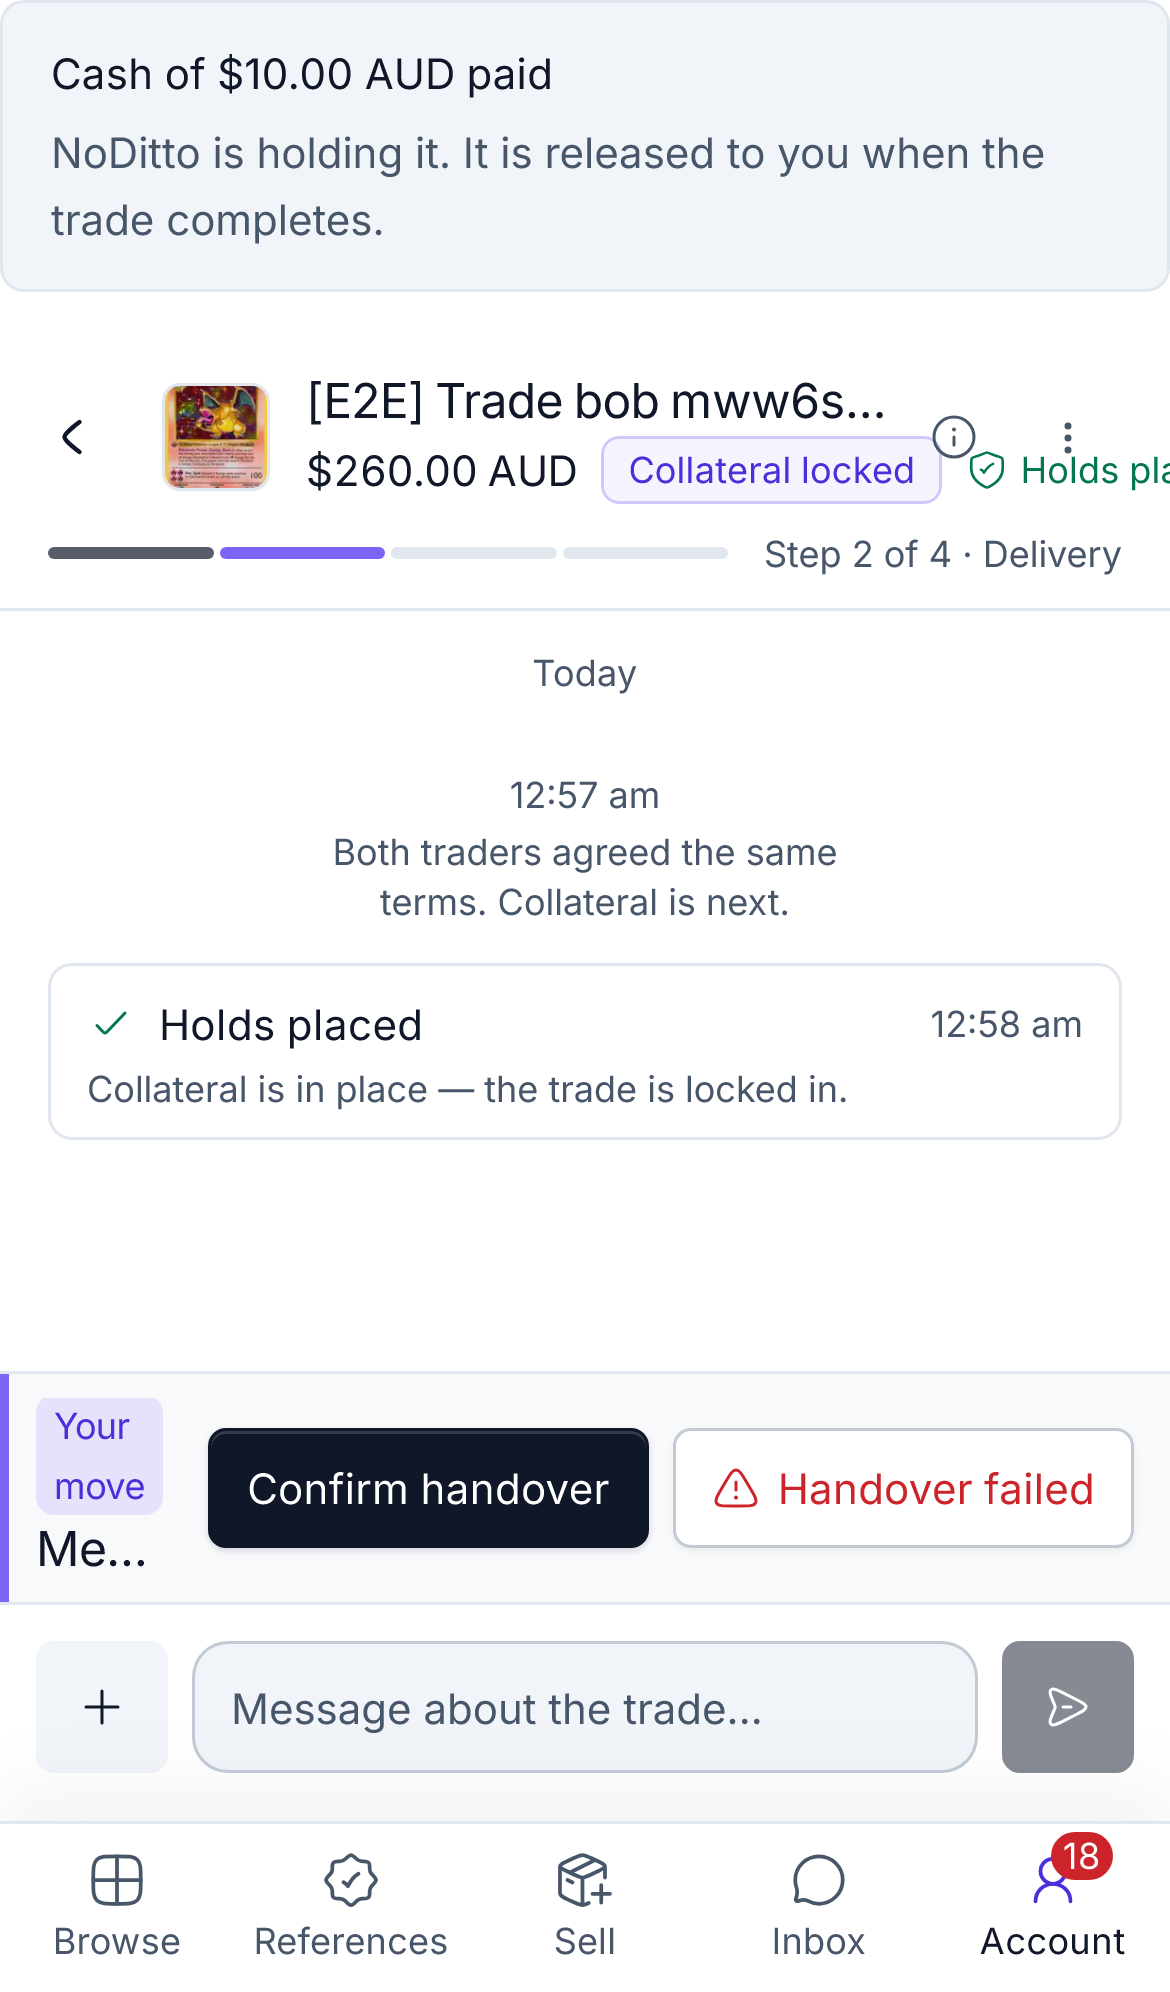 Cash of $10.00 AUD paid
NoDitto is holding it. It is released to you when the
trade completes.
[E2E] Trade bob mww6s...
$260.00 AUD
Collateral locked
Holds pla
Step 2 of 4 · Delivery
Today
12:57 am
Both traders agreed the same
terms. Collateral is next.
Holds placed
12:58 am
Collateral is in place — the trade is locked in.
Your
move
Me...
Confirm handover
Handover failed
Message about the trade...
18
Browse
References
Sell
Inbox
Account